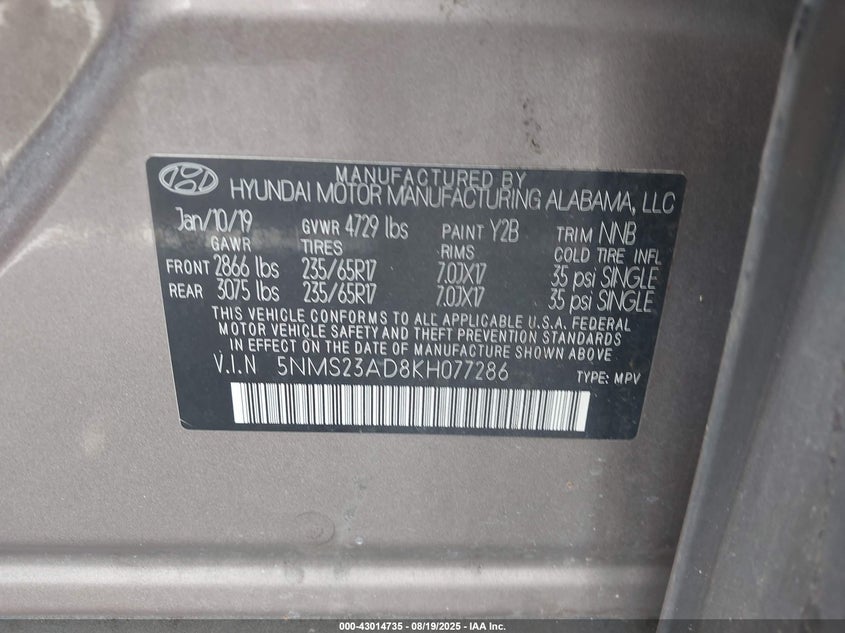 MANUFACTURED BY
HYUNDAI MOTOR MANUFACTURING ALABAMA, LLC
Jan/10/19 GVWR 4729 lbs PAINT Y2B TRIM NNB
GAWR TIRES RIMS COLD TIRE INFL
FRONT 2866 lbs 235/65R17 7.0JX17 35 psi SINGLE
REAR 3075 lbs 235/65R17 7.0JX17 35 psi SINGLE
THIS VEHICLE CONFORMS TO ALL APPLICABLE U.S.A. FEDERAL
MOTOR VEHICLE SAFETY AND THEFT PREVENTION STANDARDS
IN EFFECT ON THE DATE OF MANUFACTURE SHOWN ABOVE
V.I.N 5NMS23AD8KH077286 TYPE: MPV
000-43014735 - 08/19/2025 - IAA Inc.